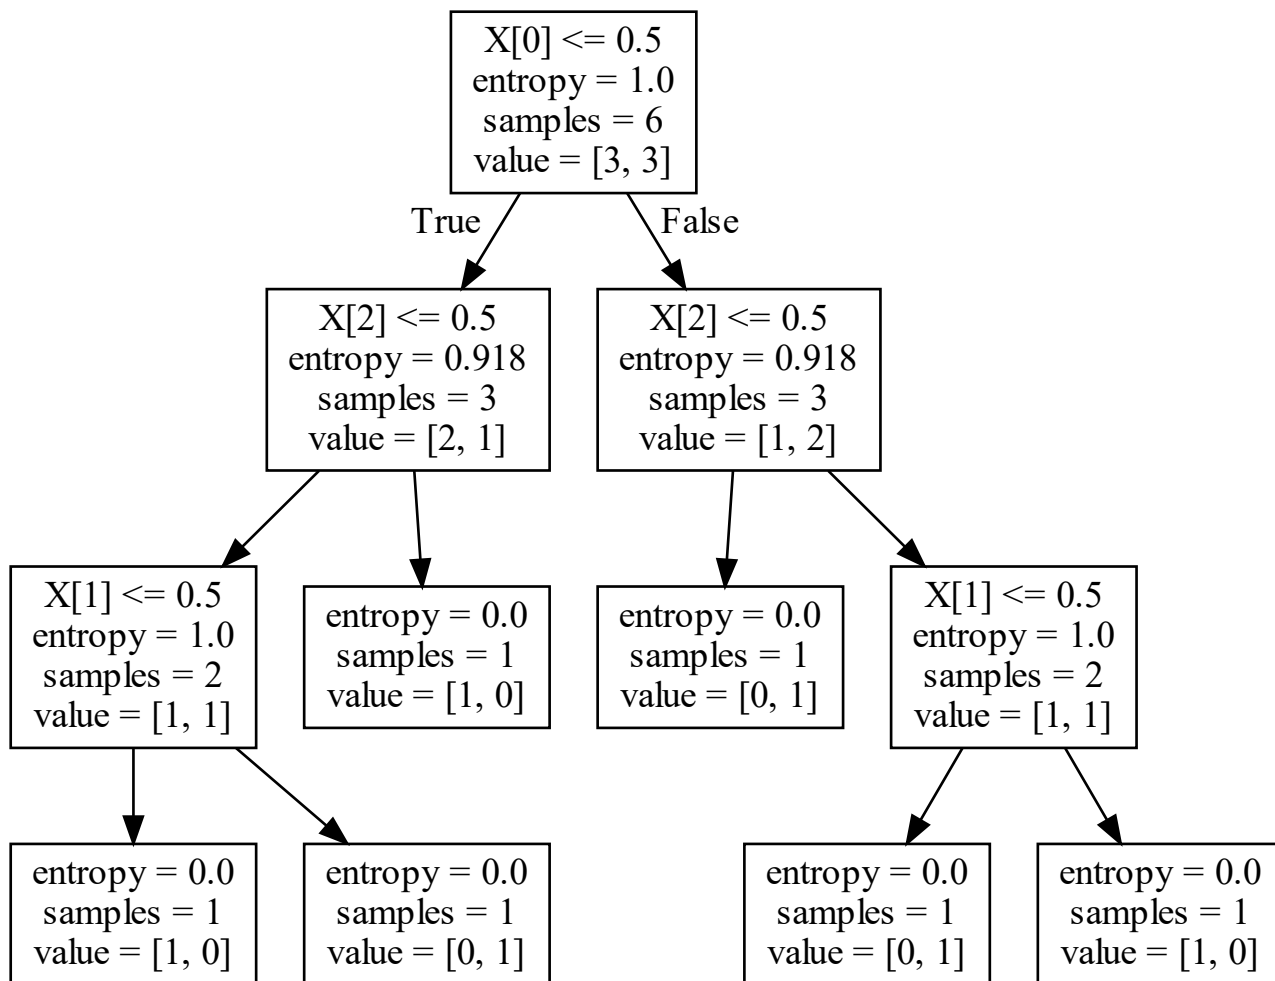 X[0] <= 0.5
entropy = 1.0
samples = 6
value = [3, 3]
True
False
X[2] <= 0.5
entropy = 0.918
samples = 3
value = [2, 1]
X[2] <= 0.5
entropy = 0.918
samples = 3
value = [1, 2]
X[1] <= 0.5
entropy = 1.0
samples = 2
value = [1, 1]
entropy = 0.0
samples = 1
value = [1, 0]
entropy = 0.0
samples = 1
value = [0, 1]
X[1] <= 0.5
entropy = 1.0
samples = 2
value = [1, 1]
entropy = 0.0
samples = 1
value = [1, 0]
entropy = 0.0
samples = 1
value = [0, 1]
entropy = 0.0
samples = 1
value = [0, 1]
entropy = 0.0
samples = 1
value = [1, 0]